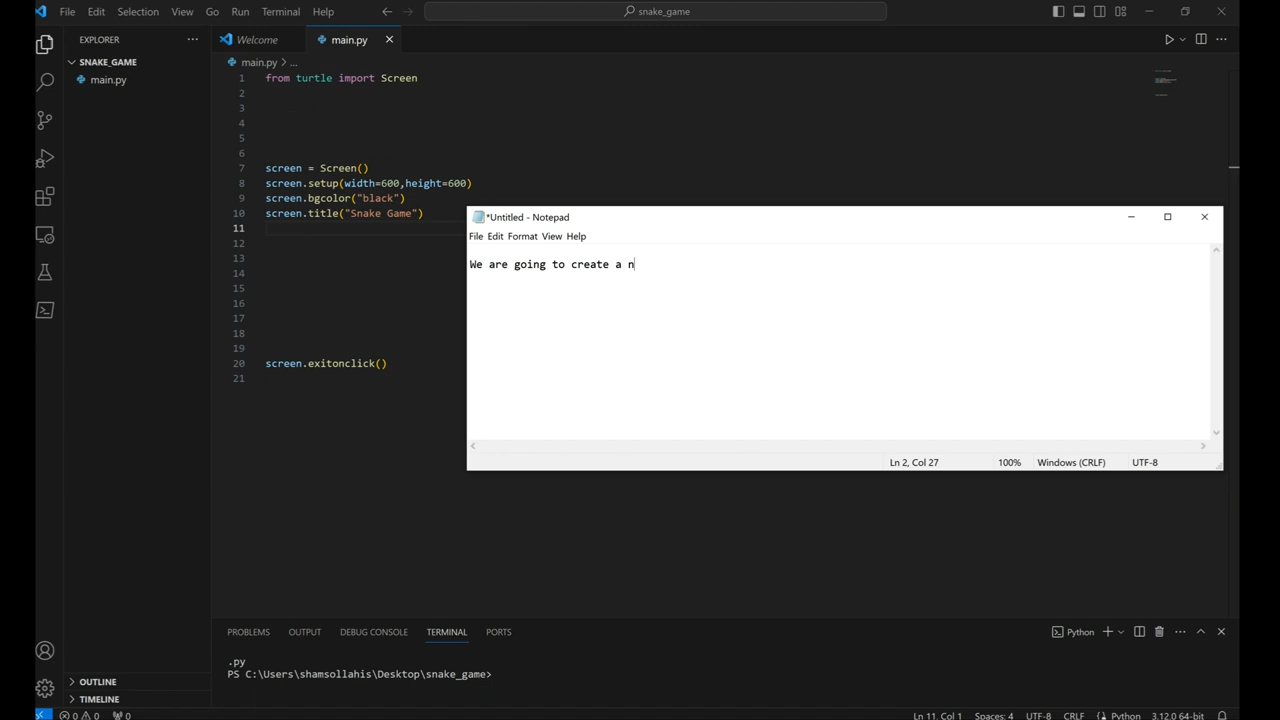 File Edit Selection View Go Run Terminal Help
snake_game
EXPLORER
Welcome
main.py
SNAKE_GAME
main.py
main.py > ...
1 from turtle import Screen
2
3
4
5
6
7 screen = Screen()
8 screen.setup(width=600,height=600)
9 screen.bgcolor("black")
10 screen.title("Snake Game")
11
12
13
14
15
16
17
18
19
20 screen.exitonclick()
21
*Untitled - Notepad
File Edit Format View Help
We are going to create a n
Ln 2, Col 27 100% Windows (CRLF) UTF-8
PROBLEMS OUTPUT DEBUG CONSOLE TERMINAL PORTS
Python
.py
PS C:\Users\shamsollahis\Desktop\snake_game>
OUTLINE
TIMELINE
0 0 0 Ln 11, Col 1 Spaces: 4 UTF-8 CRLF Python 3.12.0 64-bit